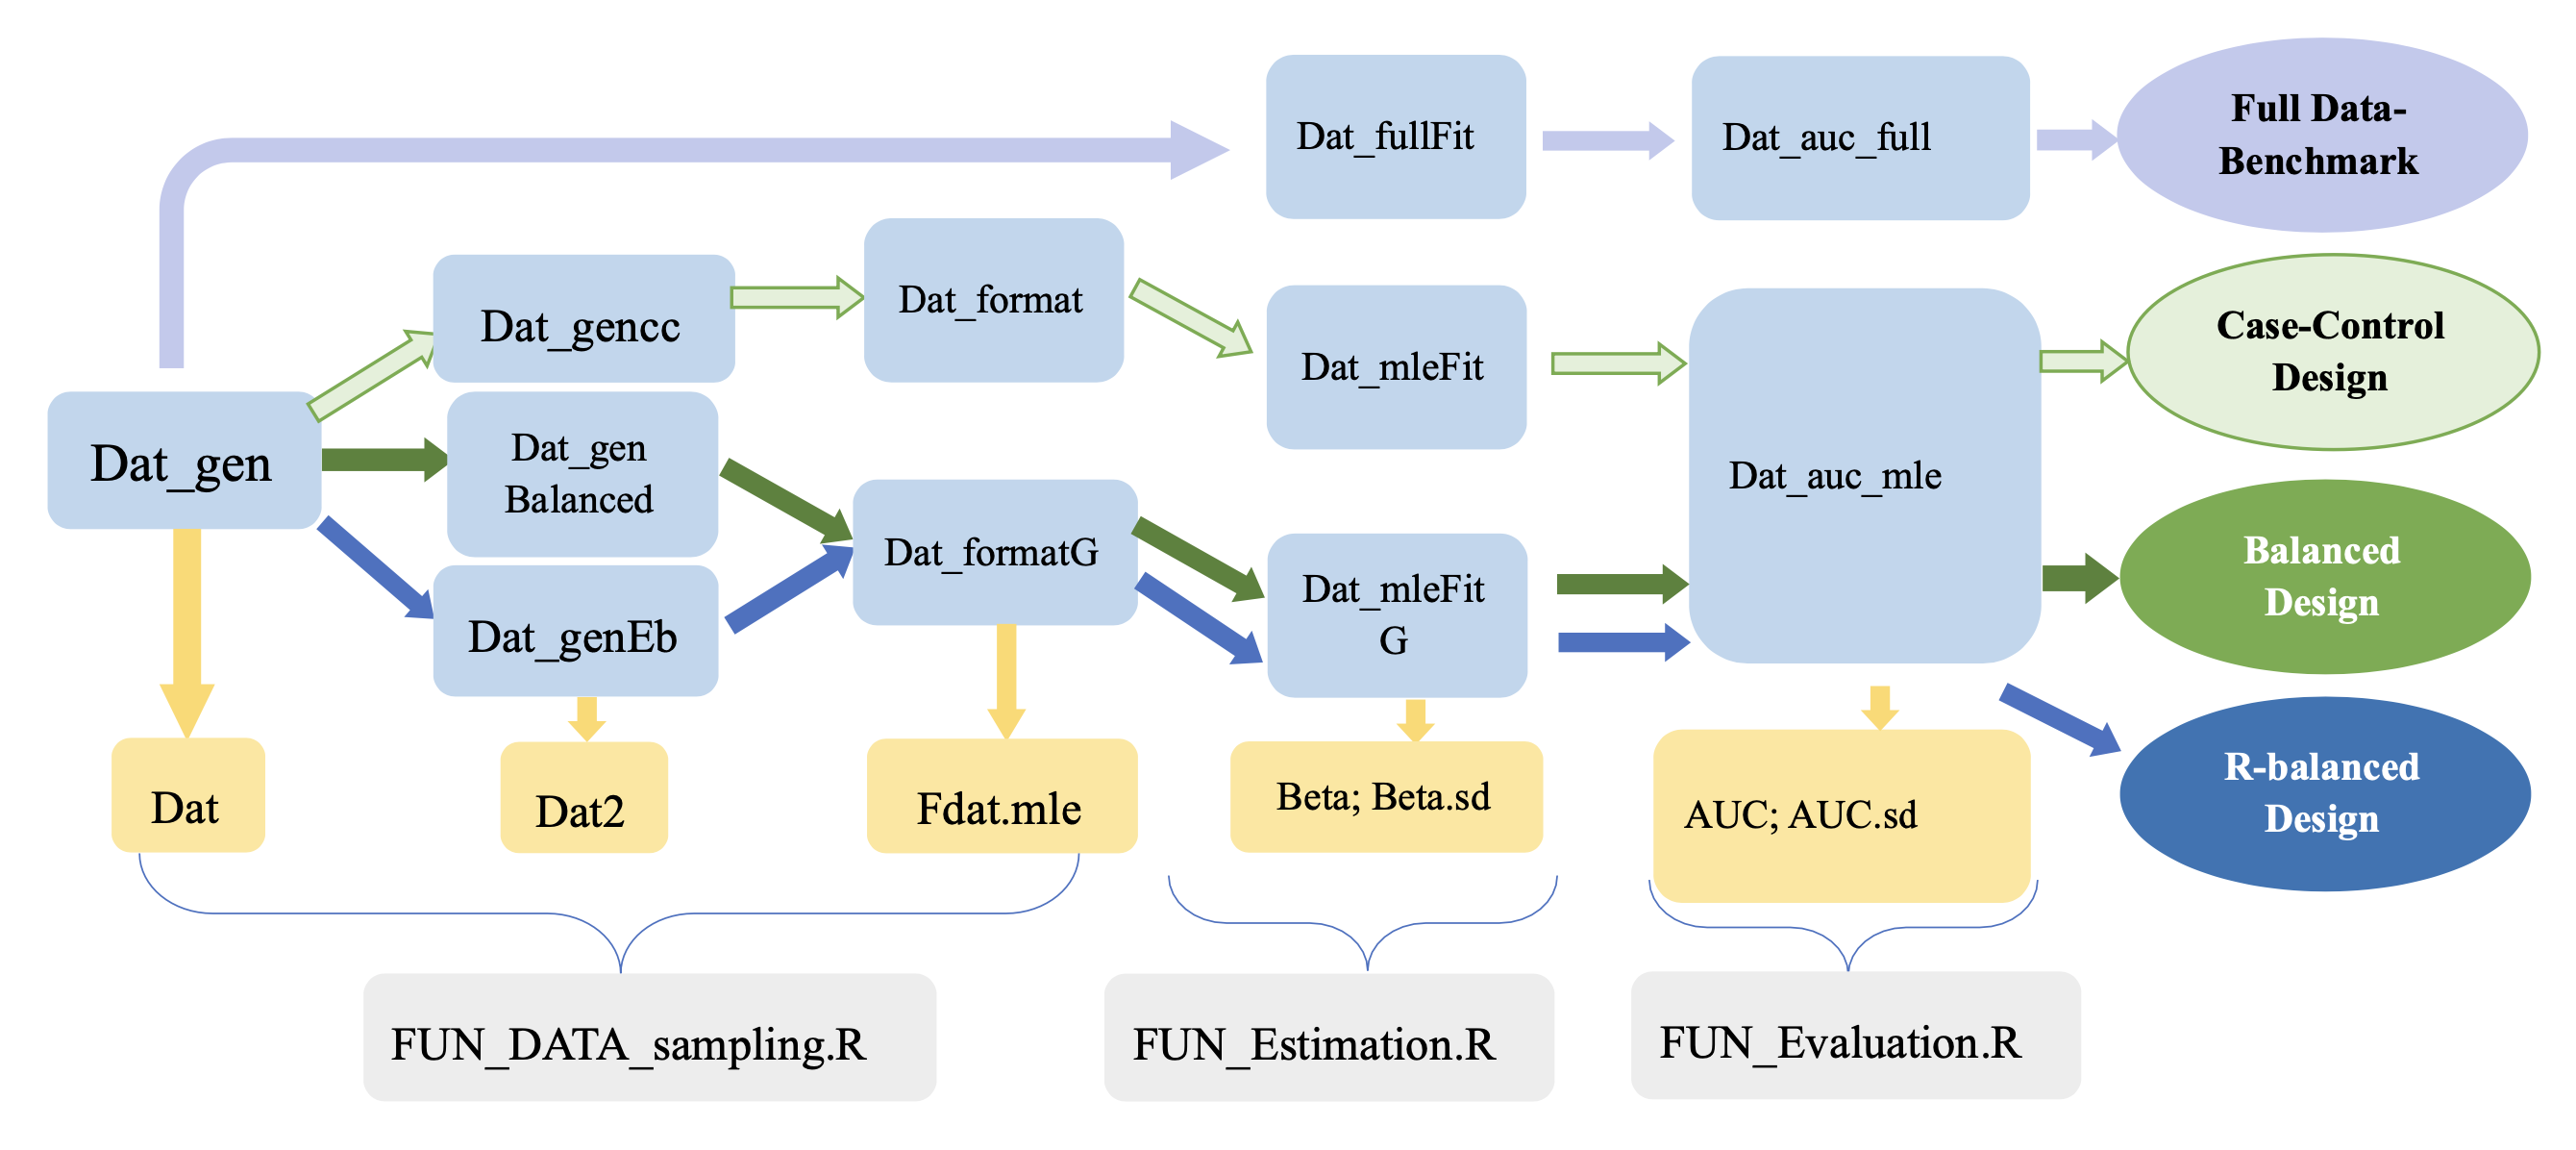 Dat_fullFit
Dat_auc_full
Full Data-
Benchmark
Dat_gencc
Dat_format
Dat_mleFit
Case-Control
Design
Dat_gen
Dat_gen
Balanced
Dat_formatG
Dat_auc_mle
Dat_genEb
Dat_mleFit
G
Balanced
Design
R-balanced
Design
Dat
Dat2
Fdat.mle
Beta; Beta.sd
AUC; AUC.sd
FUN_DATA_sampling.R
FUN_Estimation.R
FUN_Evaluation.R